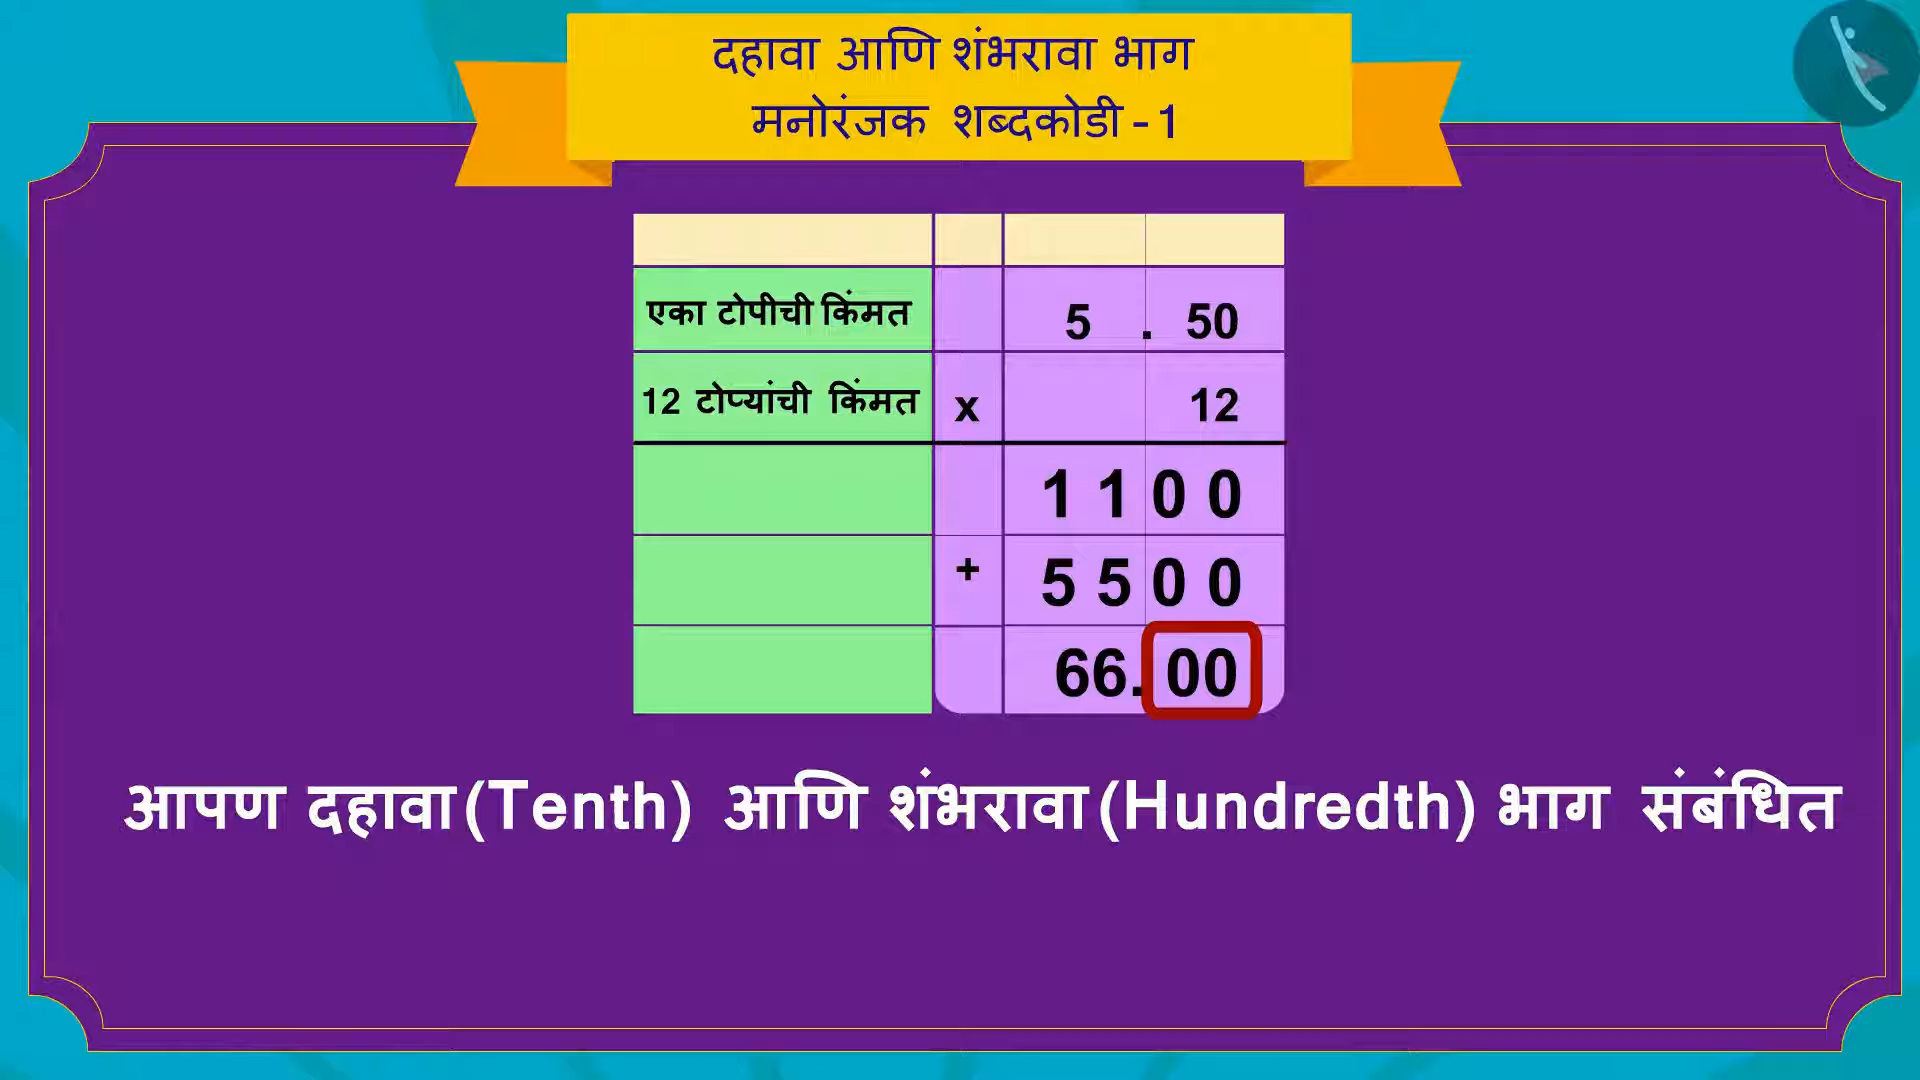 दहावा आणि शंभरावा भाग
मनोरंजक शब्दकोडी - 1
एका टोपीची किंमत 5 . 50
12 टोप्यांची किंमत x 12
1 1 0 0
+ 5 5 0 0
66.00
आपण दहावा (Tenth) आणि शंभरावा (Hundredth) भाग संबंधित